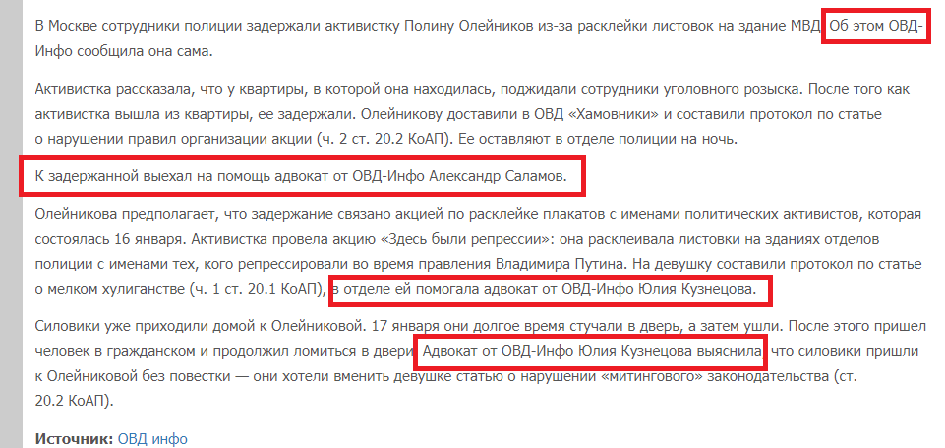 В Москве сотрудники полиции задержали активистку Полину Олейников из-за расклейки листовок на здание МВД. Об этом ОВД-
Инфо сообщила она сама.
Активистка рассказала, что у квартиры, в которой она находилась, поджидали сотрудники уголовного розыска. После того как
активистка вышла из квартиры, ее задержали. Олейникову доставили в ОВД «Хамовники» и составили протокол по статье
о нарушении правил организации акции (ч. 2 ст. 20.2 КоАП). Ее оставляют в отделе полиции на ночь.
К задержанной выехал на помощь адвокат от ОВД-Инфо Александр Саламов.
Олейникова предполагает, что задержание связано акцией по расклейке плакатов с именами политических активистов, которая
состоялась 16 января. Активистка провела акцию «Здесь были репрессии»: она расклеивала листовки на зданиях отделов
полиции с именами тех, кого репрессировали во время правления Владимира Путина. На девушку составили протокол по статье
о мелком хулиганстве (ч. 1 ст. 20.1 КоАП), в отделе ей помогала адвокат от ОВД-Инфо Юлия Кузнецова.
Силовики уже приходили домой к Олейниковой. 17 января они долгое время стучали в дверь, а затем ушли. После этого пришел
человек в гражданском и продолжил ломиться в двери. Адвокат от ОВД-Инфо Юлия Кузнецова выяснила, что силовики пришли
к Олейниковой без повестки — они хотели вменить девушке статью о нарушении «митингового» законодательства (ст.
20.2 КоАП).
Источник: ОВД инфо